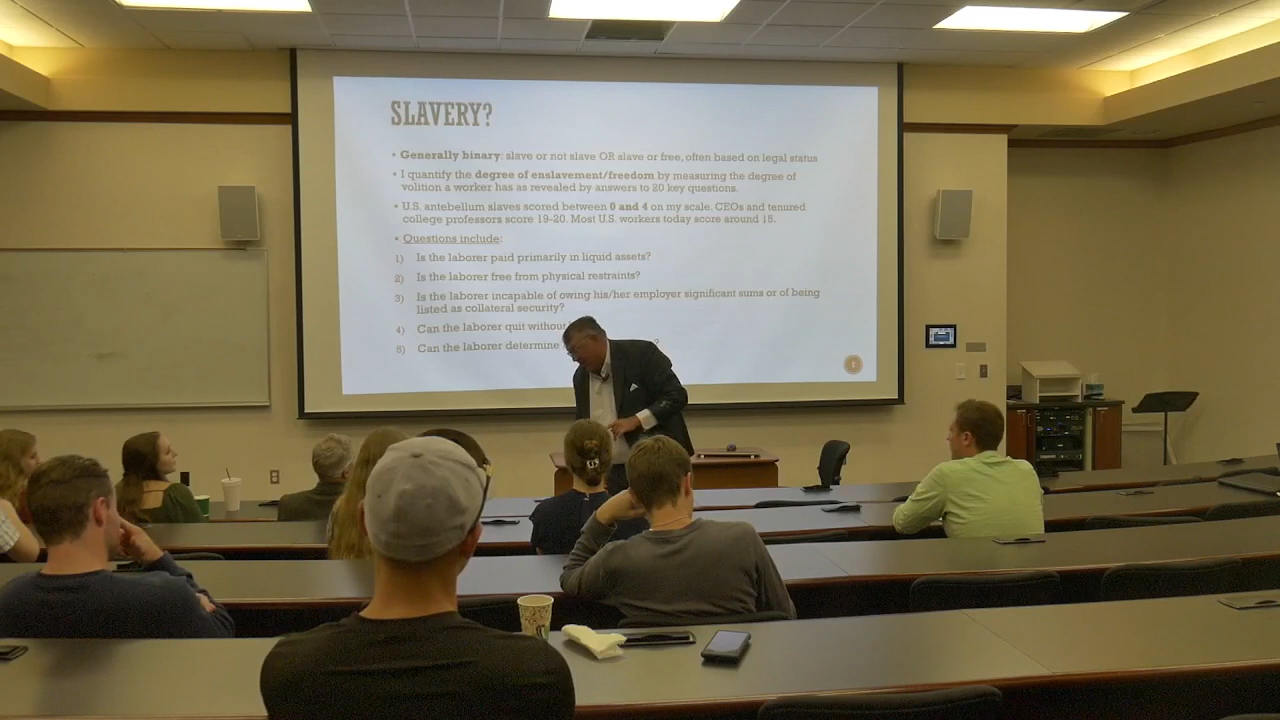 SLAVERY?
• Generally binary: slave or not slave OR slave or free, often based on legal status
• I quantify the degree of enslavement/freedom by measuring the degree of
volition a worker has as revealed by answers to 20 key questions.
• U.S. antebellum slaves scored between 0 and 4 on my scale. CEOs and tenured
college professors score 19-20. Most U.S. workers today score around 15.
• Questions include:
1) Is the laborer paid primarily in liquid assets?
2) Is the laborer free from physical restraints?
3) Is the laborer incapable of owing his/her employer significant sums or of being
listed as collateral security?
4) Can the laborer quit withou
5) Can the laborer determine ?